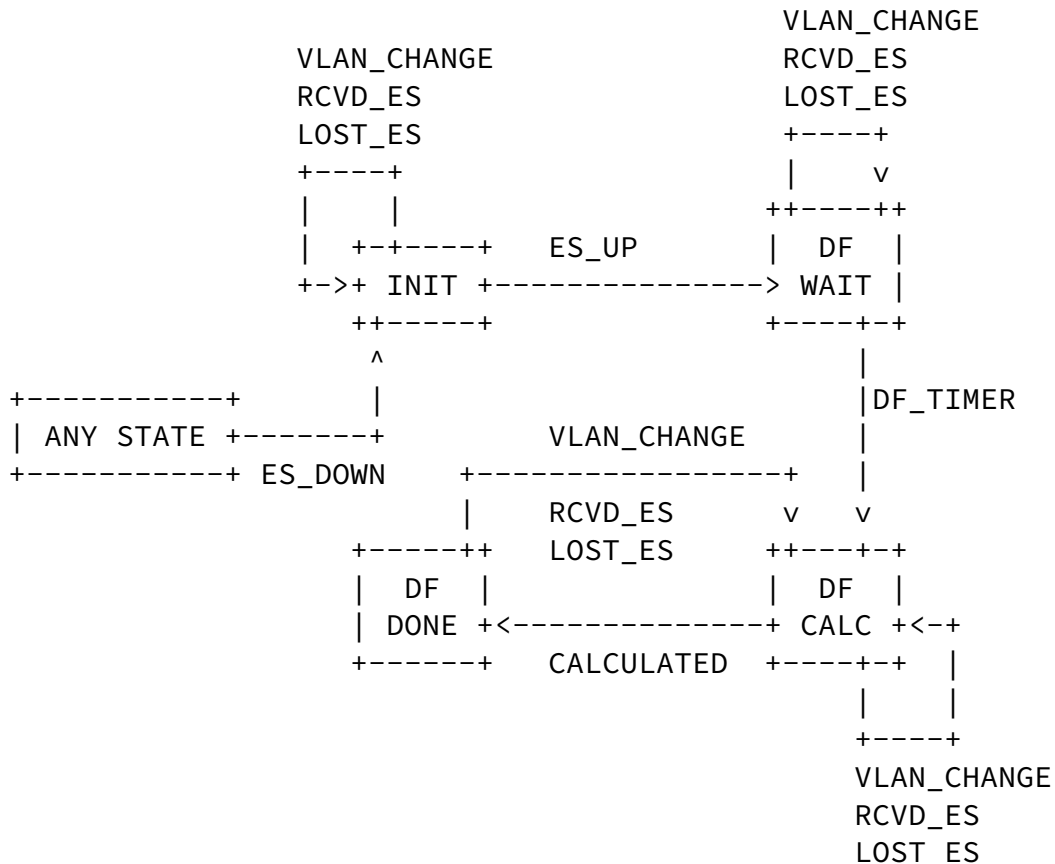 VLAN_CHANGE
VLAN_CHANGE RCVD_ES
RCVD_ES LOST_ES
LOST_ES
ES_UP DF
INIT WAIT
DF_TIMER
ANY STATE VLAN_CHANGE
ES_DOWN
RCVD_ES
LOST_ES
DF DF
DONE CALC
CALCULATED
VLAN_CHANGE
RCVD_ES
LOST_ES